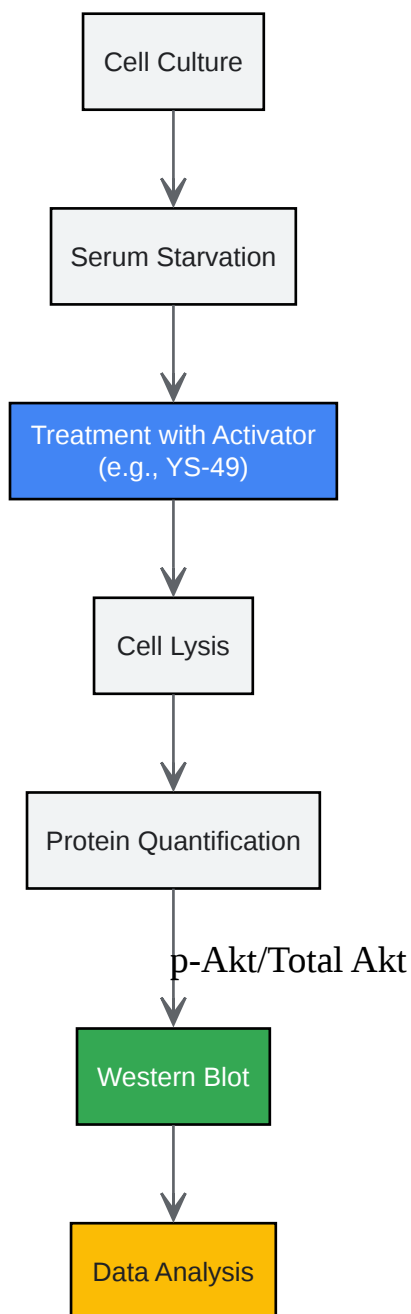 Cell Culture
Serum Starvation
Treatment with Activator
(e.g., YS-49)
Cell Lysis
Protein Quantification
p-Akt/Total Akt
Western Blot
Data Analysis